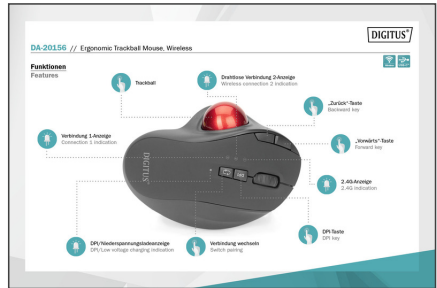 DIGITUS®
DA-20156 // Ergonomic Trackball Mouse, Wireless
Funktionen
Features
Trackball
Drahtlose Verbindung 2-Anzeige
Wireless connection 2 indication
„Zurück"-Taste
Backward key
Verbindung 1-Anzeige
Connection 1 indication
„Vorwärts"-Taste
Forward key
DIGITUS®
2.4G-Anzeige
2.4G indication
DPI/Niederspannungsladeanzeige
DPI/Low voltage charging indication
Verbindung wechseln
Switch pairing
DPI-Taste
DPI key